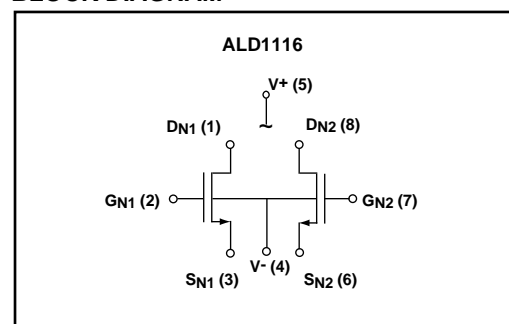 BLOCK DIAGRAM
ALD1116
V+ (5)
~
DN1 (1)
DN2 (8)
GN1 (2)
GN2 (7)
SN1 (3)
V- (4)
SN2 (6)